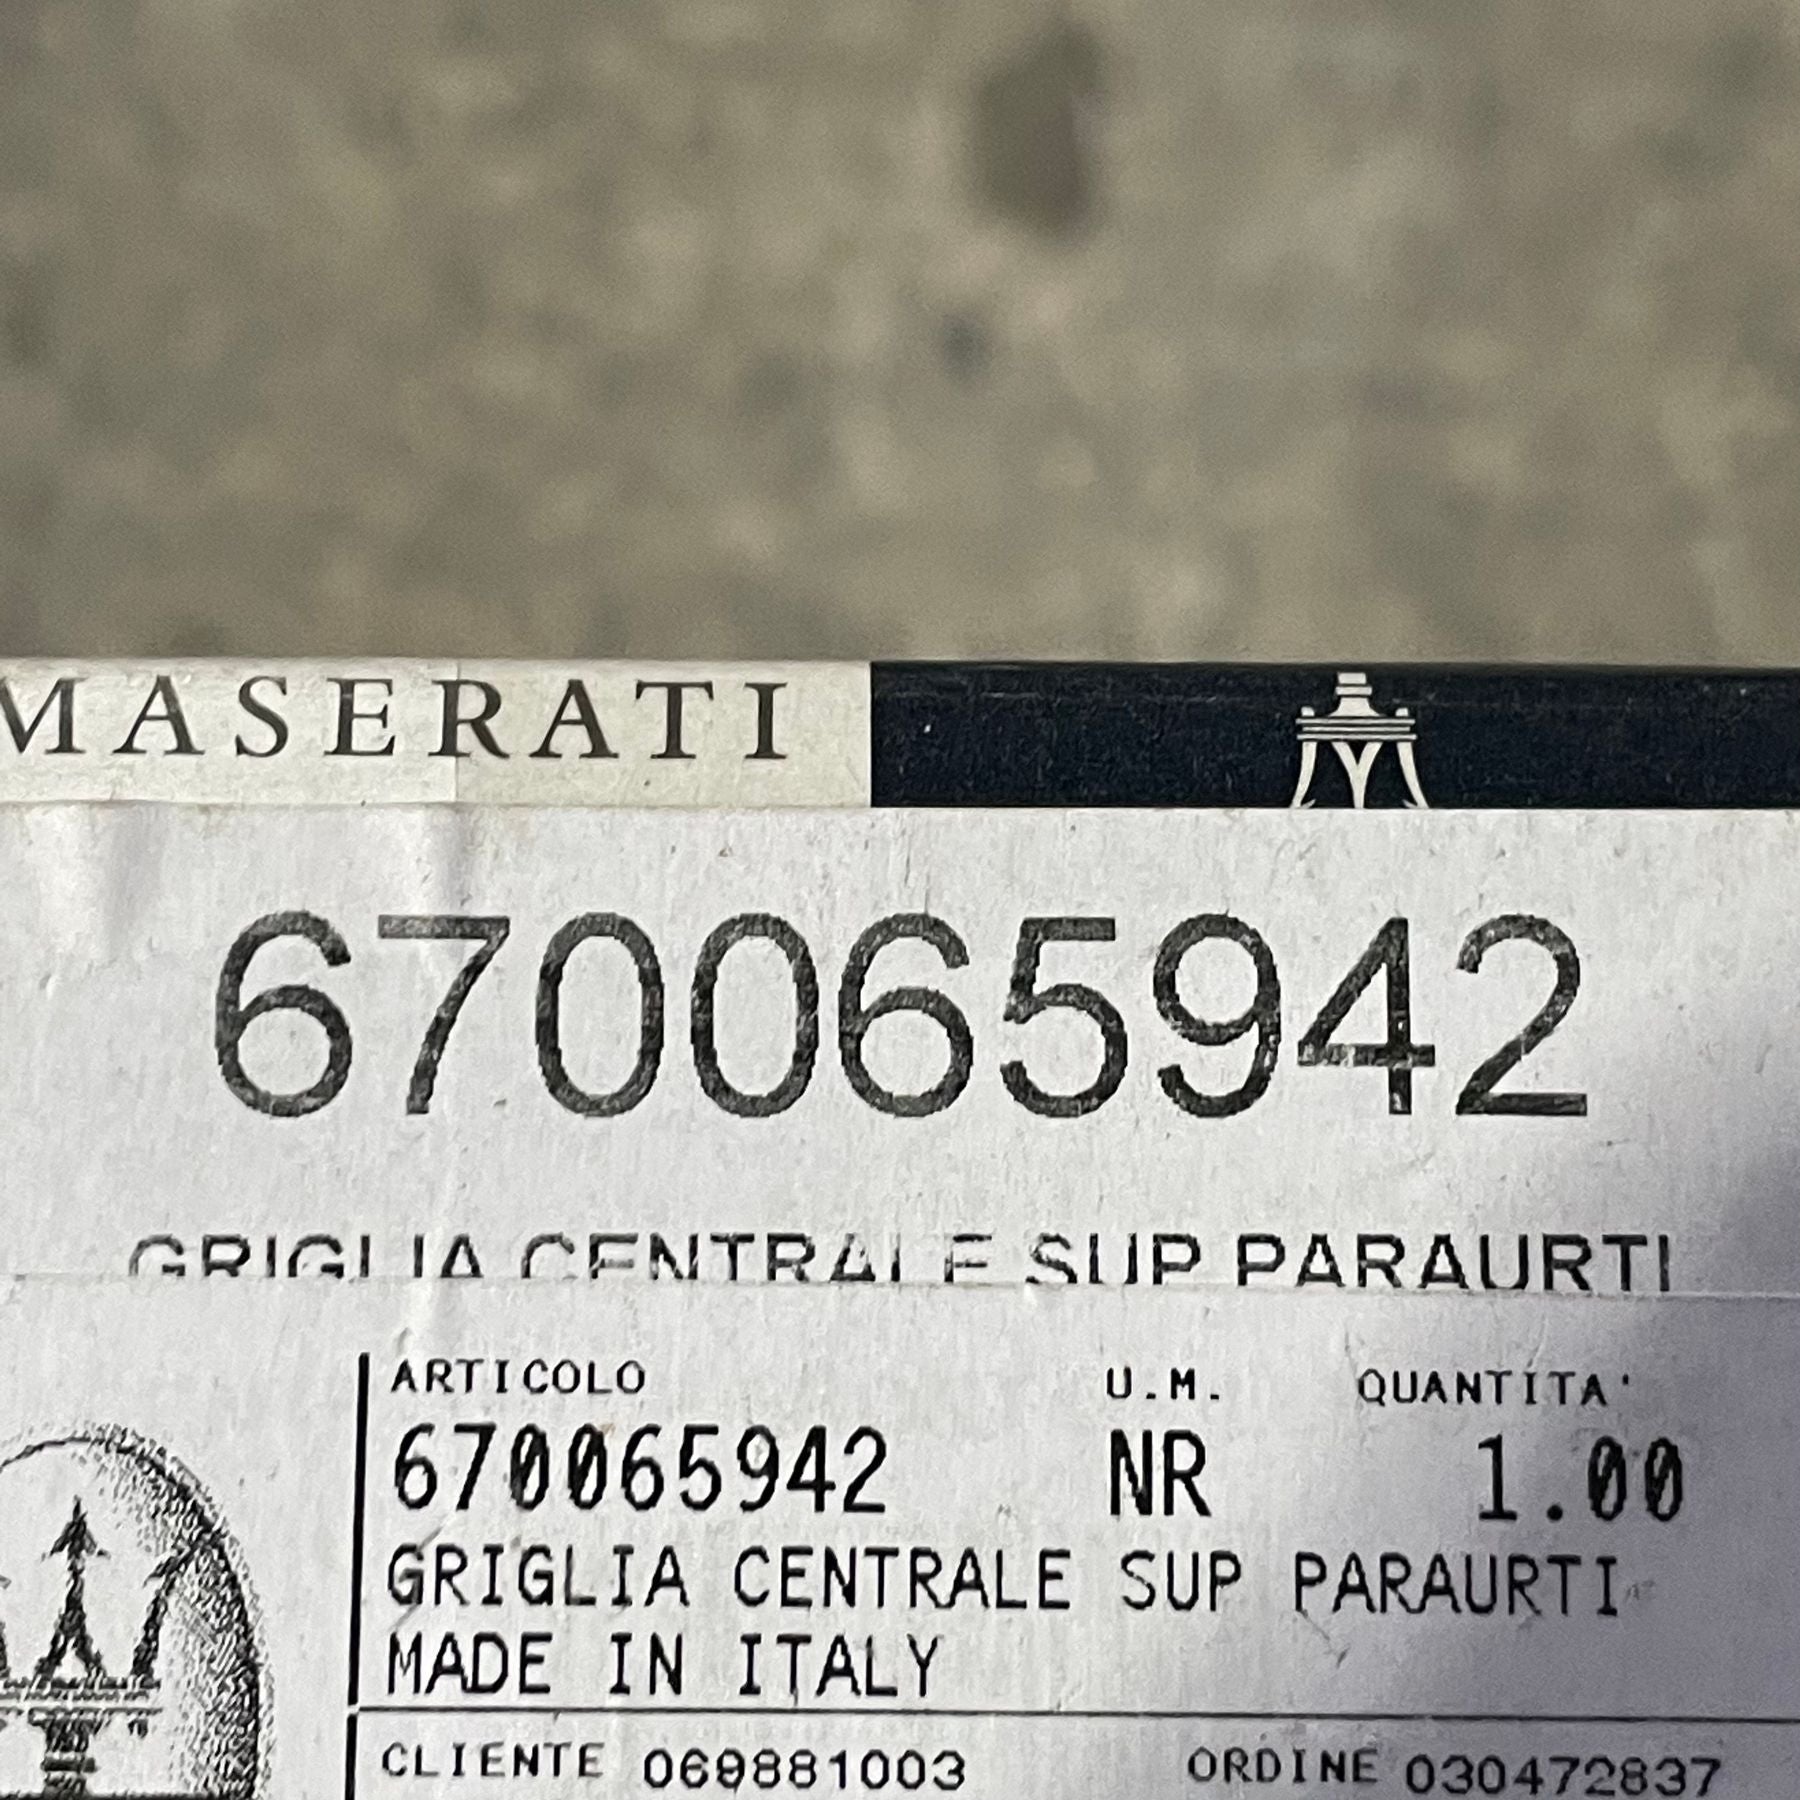 MASERATI
670065942
GRIGLIA CENTRALE SUP PARAURTI
ARTICOLO U.M. QUANTITA'
670065942 NR 1.00
GRIGLIA CENTRALE SUP PARAURTI
MADE IN ITALY
CLIENTE 069881003 ORDINE 030472837